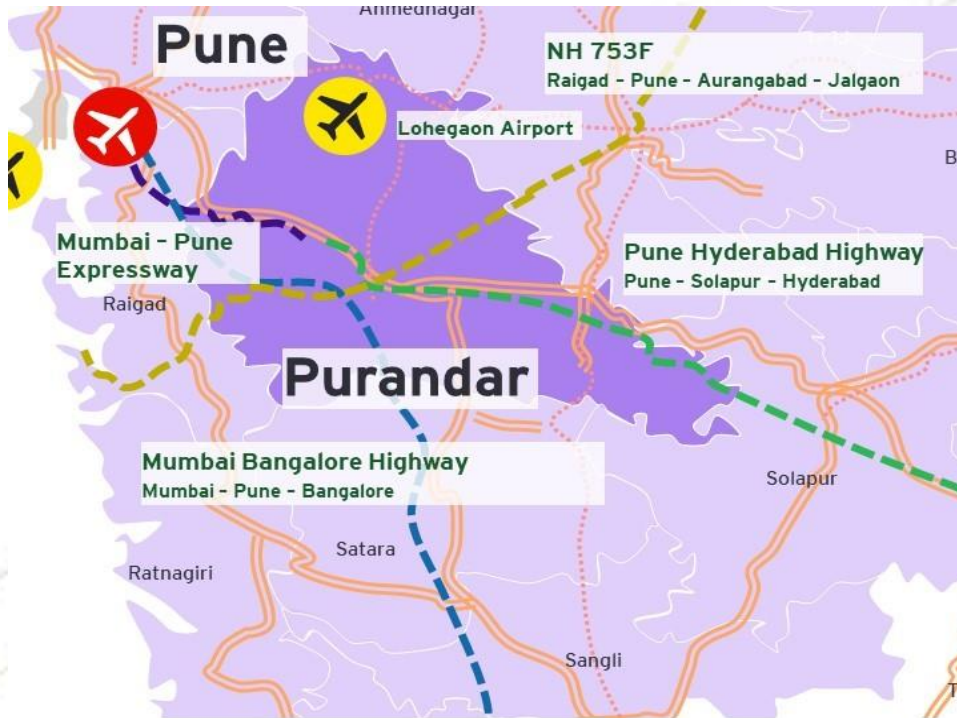 Ahmednagar
Pune
NH 753F
Raigad - Pune - Aurangabad - Jalgaon
Lohegaon Airport
B
Mumbai - Pune
Expressway
Pune Hyderabad Highway
Pune - Solapur - Hyderabad
Raigad
Purandar
Mumbai Bangalore Highway
Mumbai - Pune - Bangalore
Solapur
Satara
Ratnagiri
Sangli
T